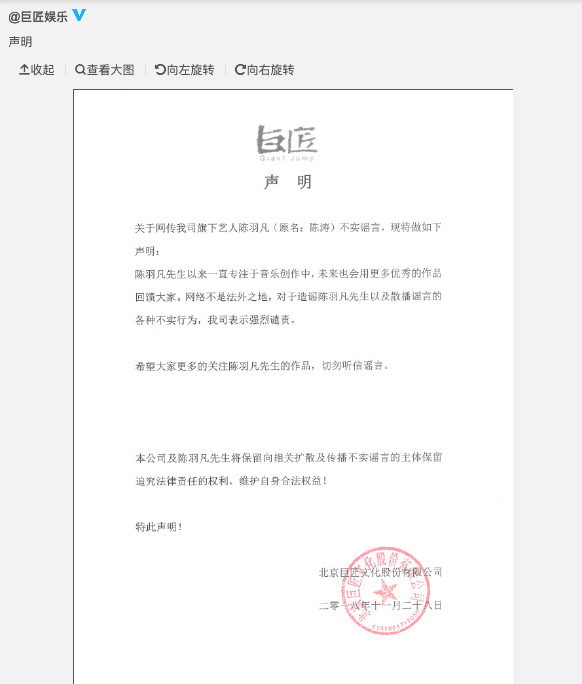 @巨匠娱乐
声明
收起 查看大图 向左旋转 向右旋转
巨匠
Giant Jump
声 明
关于网传我司旗下艺人陈羽凡（原名：陈涛）不实谣言，现特做如下
声明：
陈羽凡先生以来一直专注于音乐创作中，未来也会用更多优秀的作品
回馈大家。网络不是法外之地，对于造谣陈羽凡先生以及散播谣言的
各种不实行为，我司表示强烈谴责。
希望大家更多的关注陈羽凡先生的作品，切勿听信谣言。
本公司及陈羽凡先生将保留向相关扩散及传播不实谣言的主体保留
追究法律责任的权利，维护自身合法权益！
特此声明！
北京巨匠文化股份有限公司
二零一八年十一月二十八日
北京巨匠文化股份有限公司